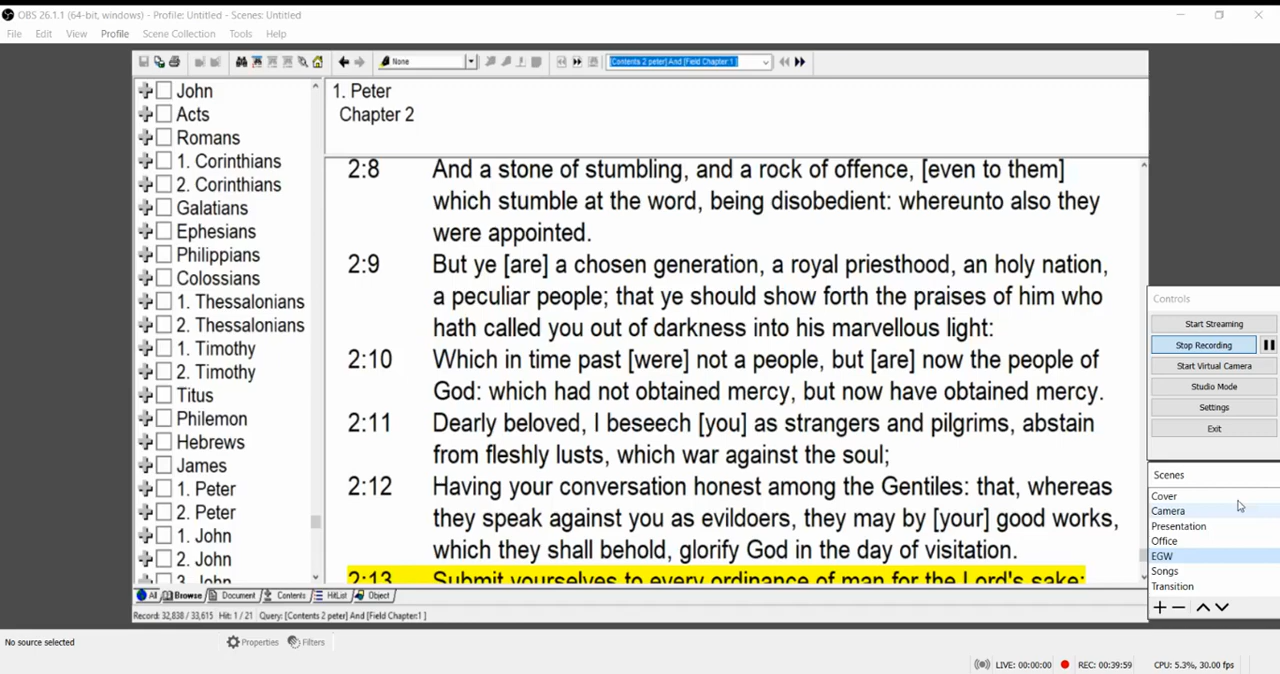 OBS 26.1.1 (64-bit, windows) - Profile: Untitled - Scenes: Untitled
File Edit View Profile Scene Collection Tools Help
None
[Contents 2 peter] And [Field Chapter:1 ]
John
Acts
Romans
1. Corinthians
2. Corinthians
Galatians
Ephesians
Philippians
Colossians
1. Thessalonians
2. Thessalonians
1. Timothy
2. Timothy
Titus
Philemon
Hebrews
James
1. Peter
2. Peter
1. John
2. John
3. John
1. Peter
Chapter 2
2:8 And a stone of stumbling, and a rock of offence, [even to them]
which stumble at the word, being disobedient: whereunto also they
were appointed.
2:9 But ye [are] a chosen generation, a royal priesthood, an holy nation,
a peculiar people; that ye should show forth the praises of him who
hath called you out of darkness into his marvellous light:
2:10 Which in time past [were] not a people, but [are] now the people of
God: which had not obtained mercy, but now have obtained mercy.
2:11 Dearly beloved, I beseech [you] as strangers and pilgrims, abstain
from fleshly lusts, which war against the soul;
2:12 Having your conversation honest among the Gentiles: that, whereas
they speak against you as evildoers, they may by [your] good works,
which they shall behold, glorify God in the day of visitation.
2:13 Submit yourselves to every ordinance of man for the Lord's sake:
All Browse Document Contents HitList Object
Record: 32,838 / 33,615 Hit: 1 / 21 Query: [Contents 2 peter] And [Field Chapter:1 ]
Controls
Start Streaming
Stop Recording
Start Virtual Camera
Studio Mode
Settings
Exit
Scenes
Cover
Camera
Presentation
Office
EGW
Songs
Transition
No source selected Properties Filters
LIVE: 00:00:00 REC: 00:39:59 CPU: 5.3%, 30.00 fps